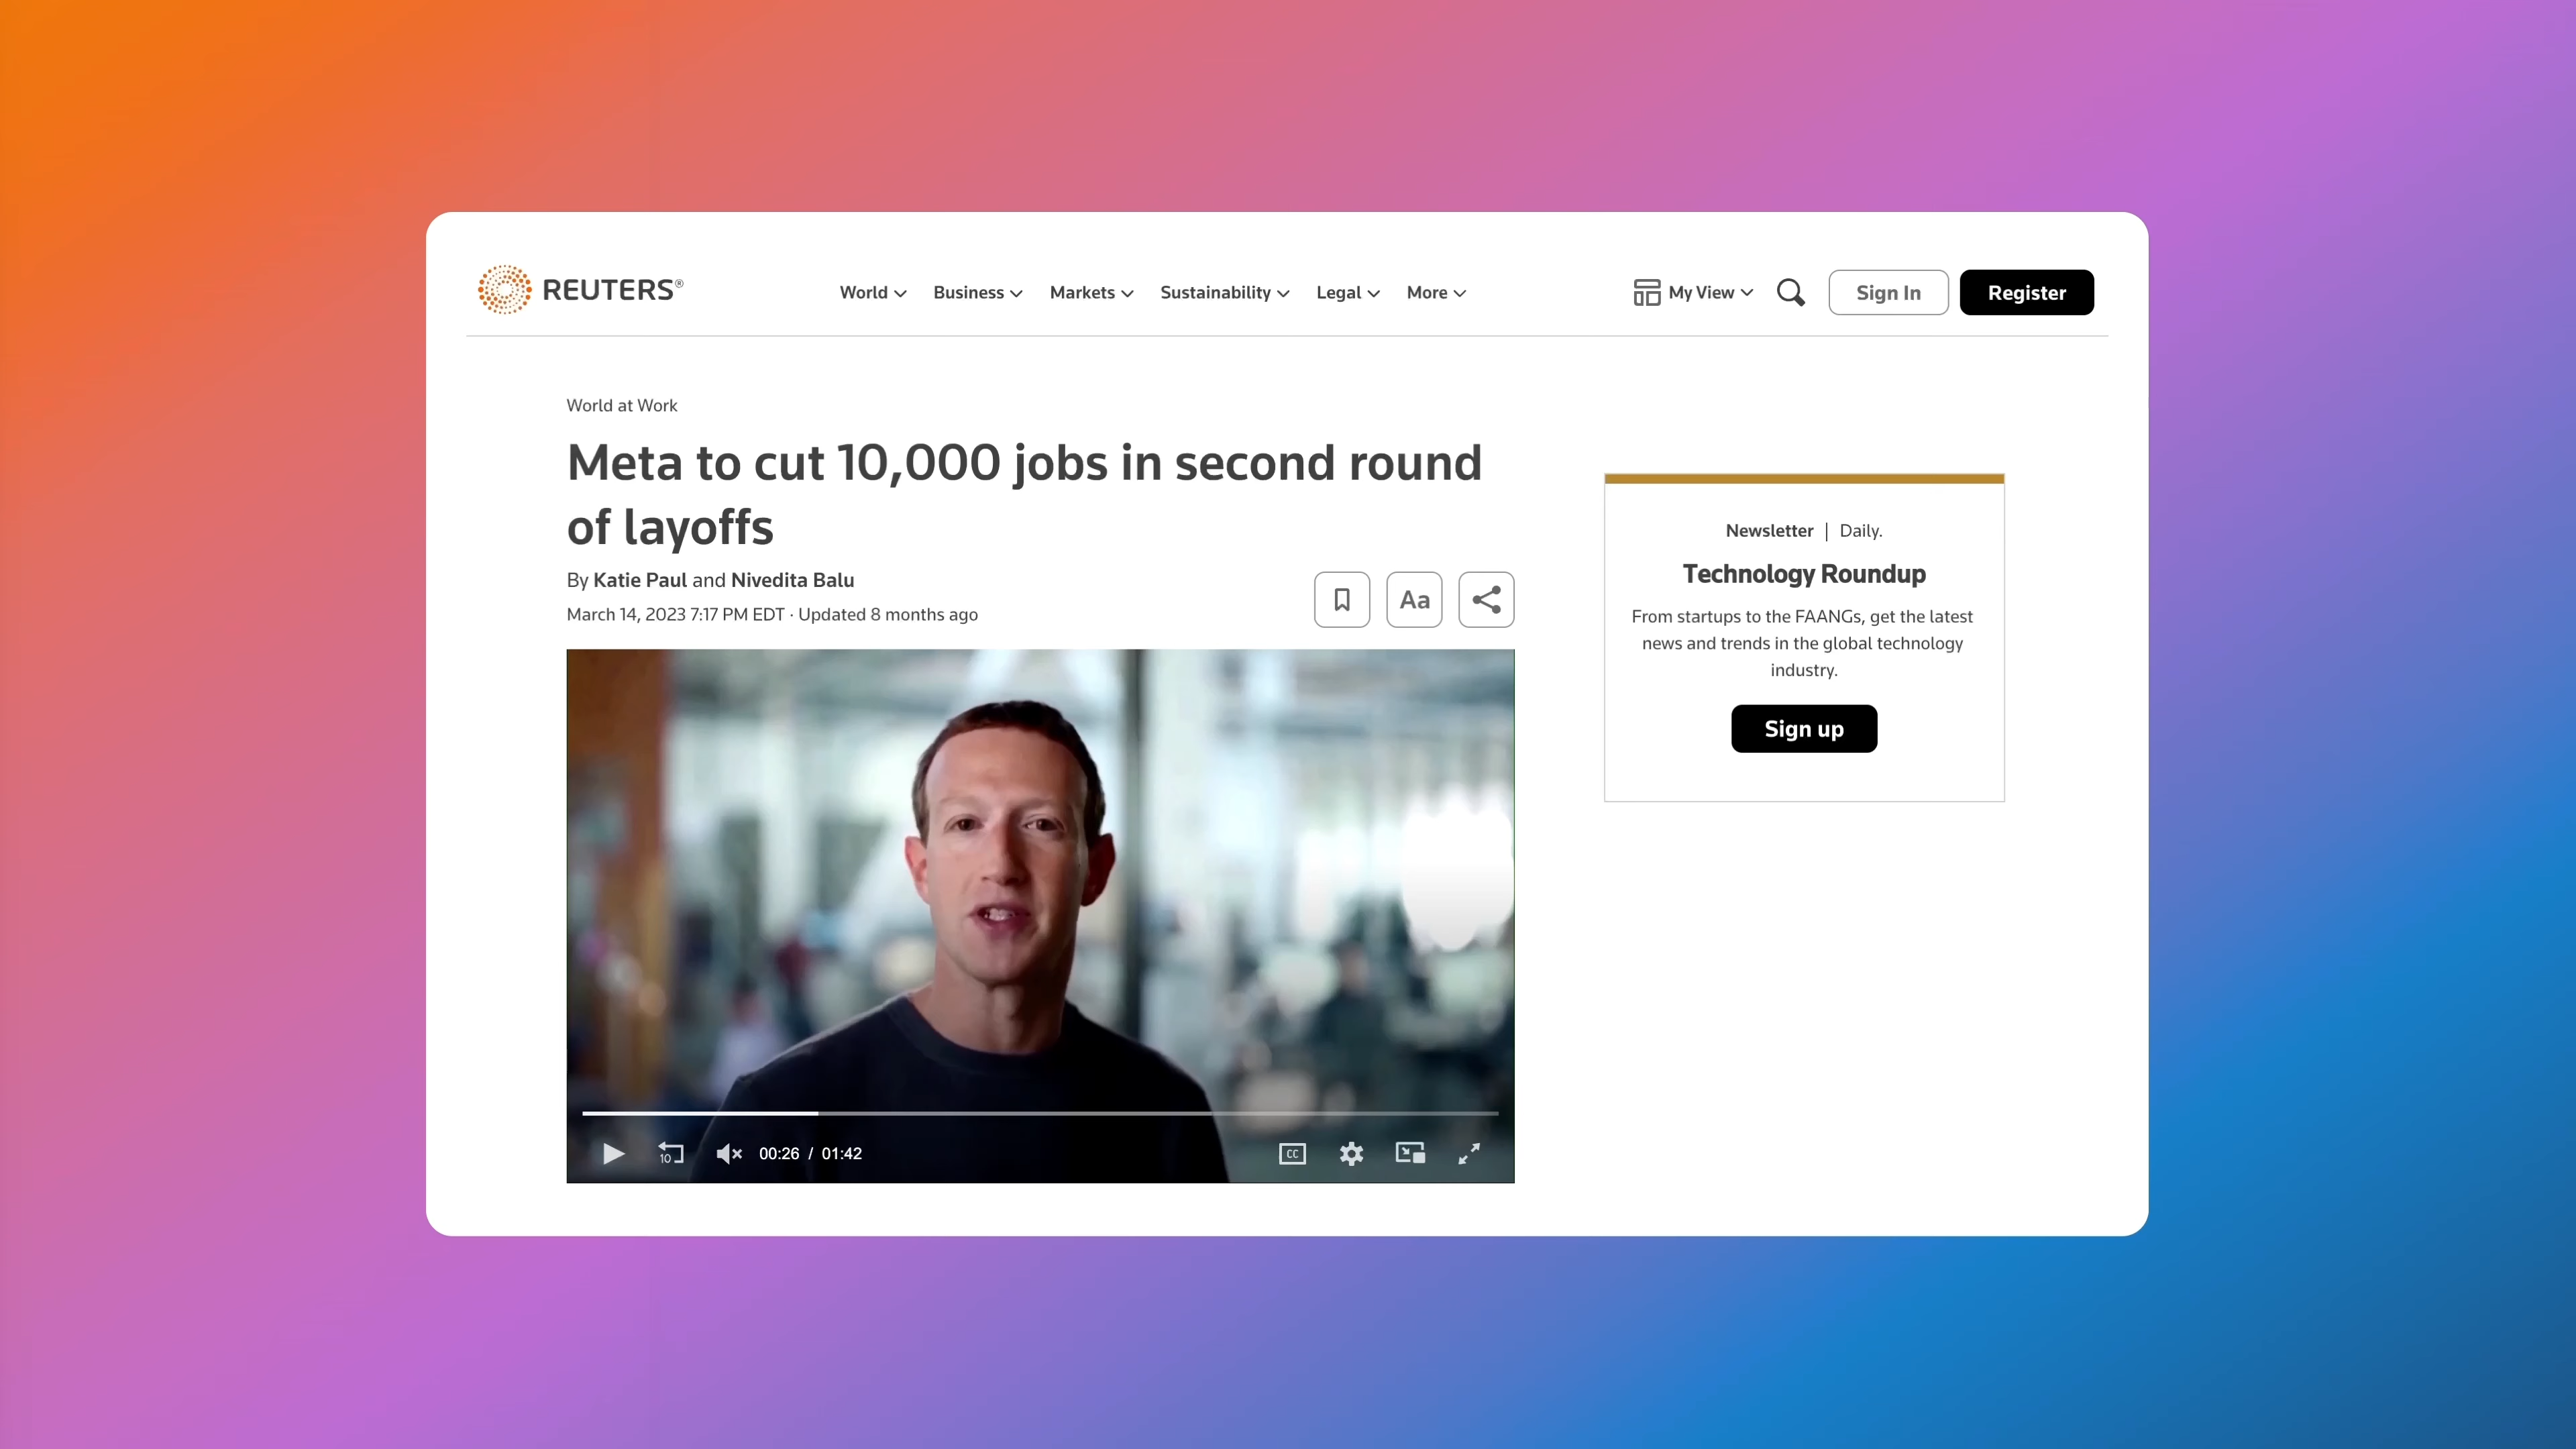 REUTERS®
World
Business
Markets
Sustainability
Legal
More
My View
Sign In
Register
World at Work
Meta to cut 10,000 jobs in second round
of layoffs
By Katie Paul and Nivedita Balu
March 14, 2023 7:17 PM EDT · Updated 8 months ago
Aa
Newsletter | Daily.
Technology Roundup
From startups to the FAANGs, get the latest
news and trends in the global technology
industry.
Sign up
10
00:26 / 01:42
CC